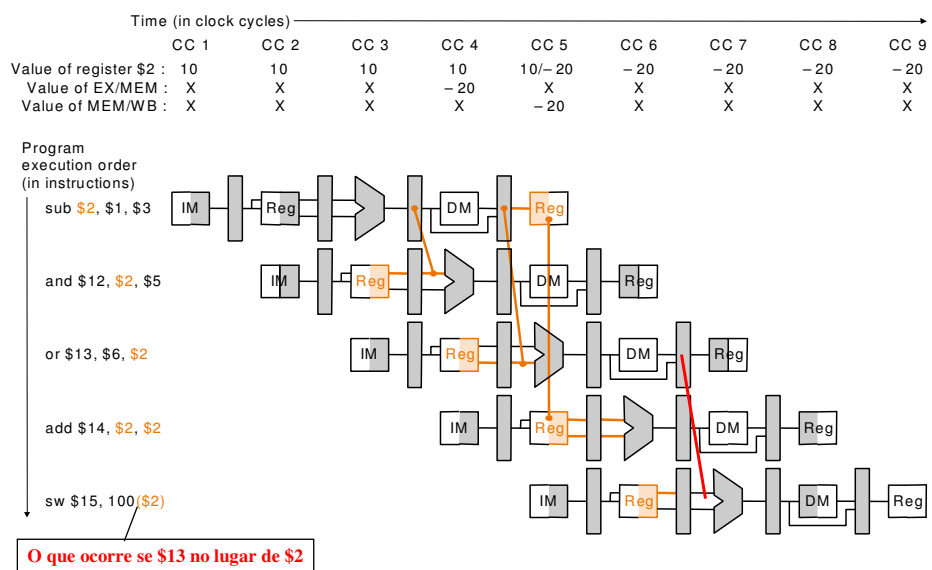 Time (in clock cycles)
CC 1 CC 2 CC 3 CC 4 CC 5 CC 6 CC 7 CC 8 CC 9
Value of register $2 : 10 10 10 10 10/– 20 – 20 – 20 – 20 – 20
Value of EX/MEM : X X X – 20 X X X X X
Value of MEM/WB : X X X X – 20 X X X X
Program
execution order
(in instructions)
sub $2, $1, $3 IM Reg DM Reg
and $12, $2, $5 IM Reg DM Reg
or $13, $6, $2 IM Reg DM Reg
add $14, $2, $2 IM Reg DM Reg
sw $15, 100($2) IM Reg DM Reg
O que ocorre se $13 no lugar de $2